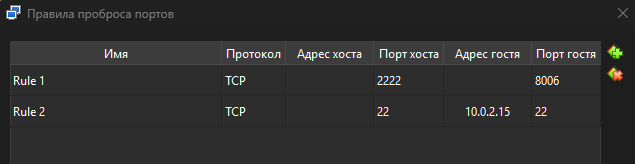 Правила проброса портов
Имя Протокол Адрес хоста Порт хоста Адрес гостя Порт гостя
Rule 1 TCP 2222 8006
Rule 2 TCP 22 10.0.2.15 22